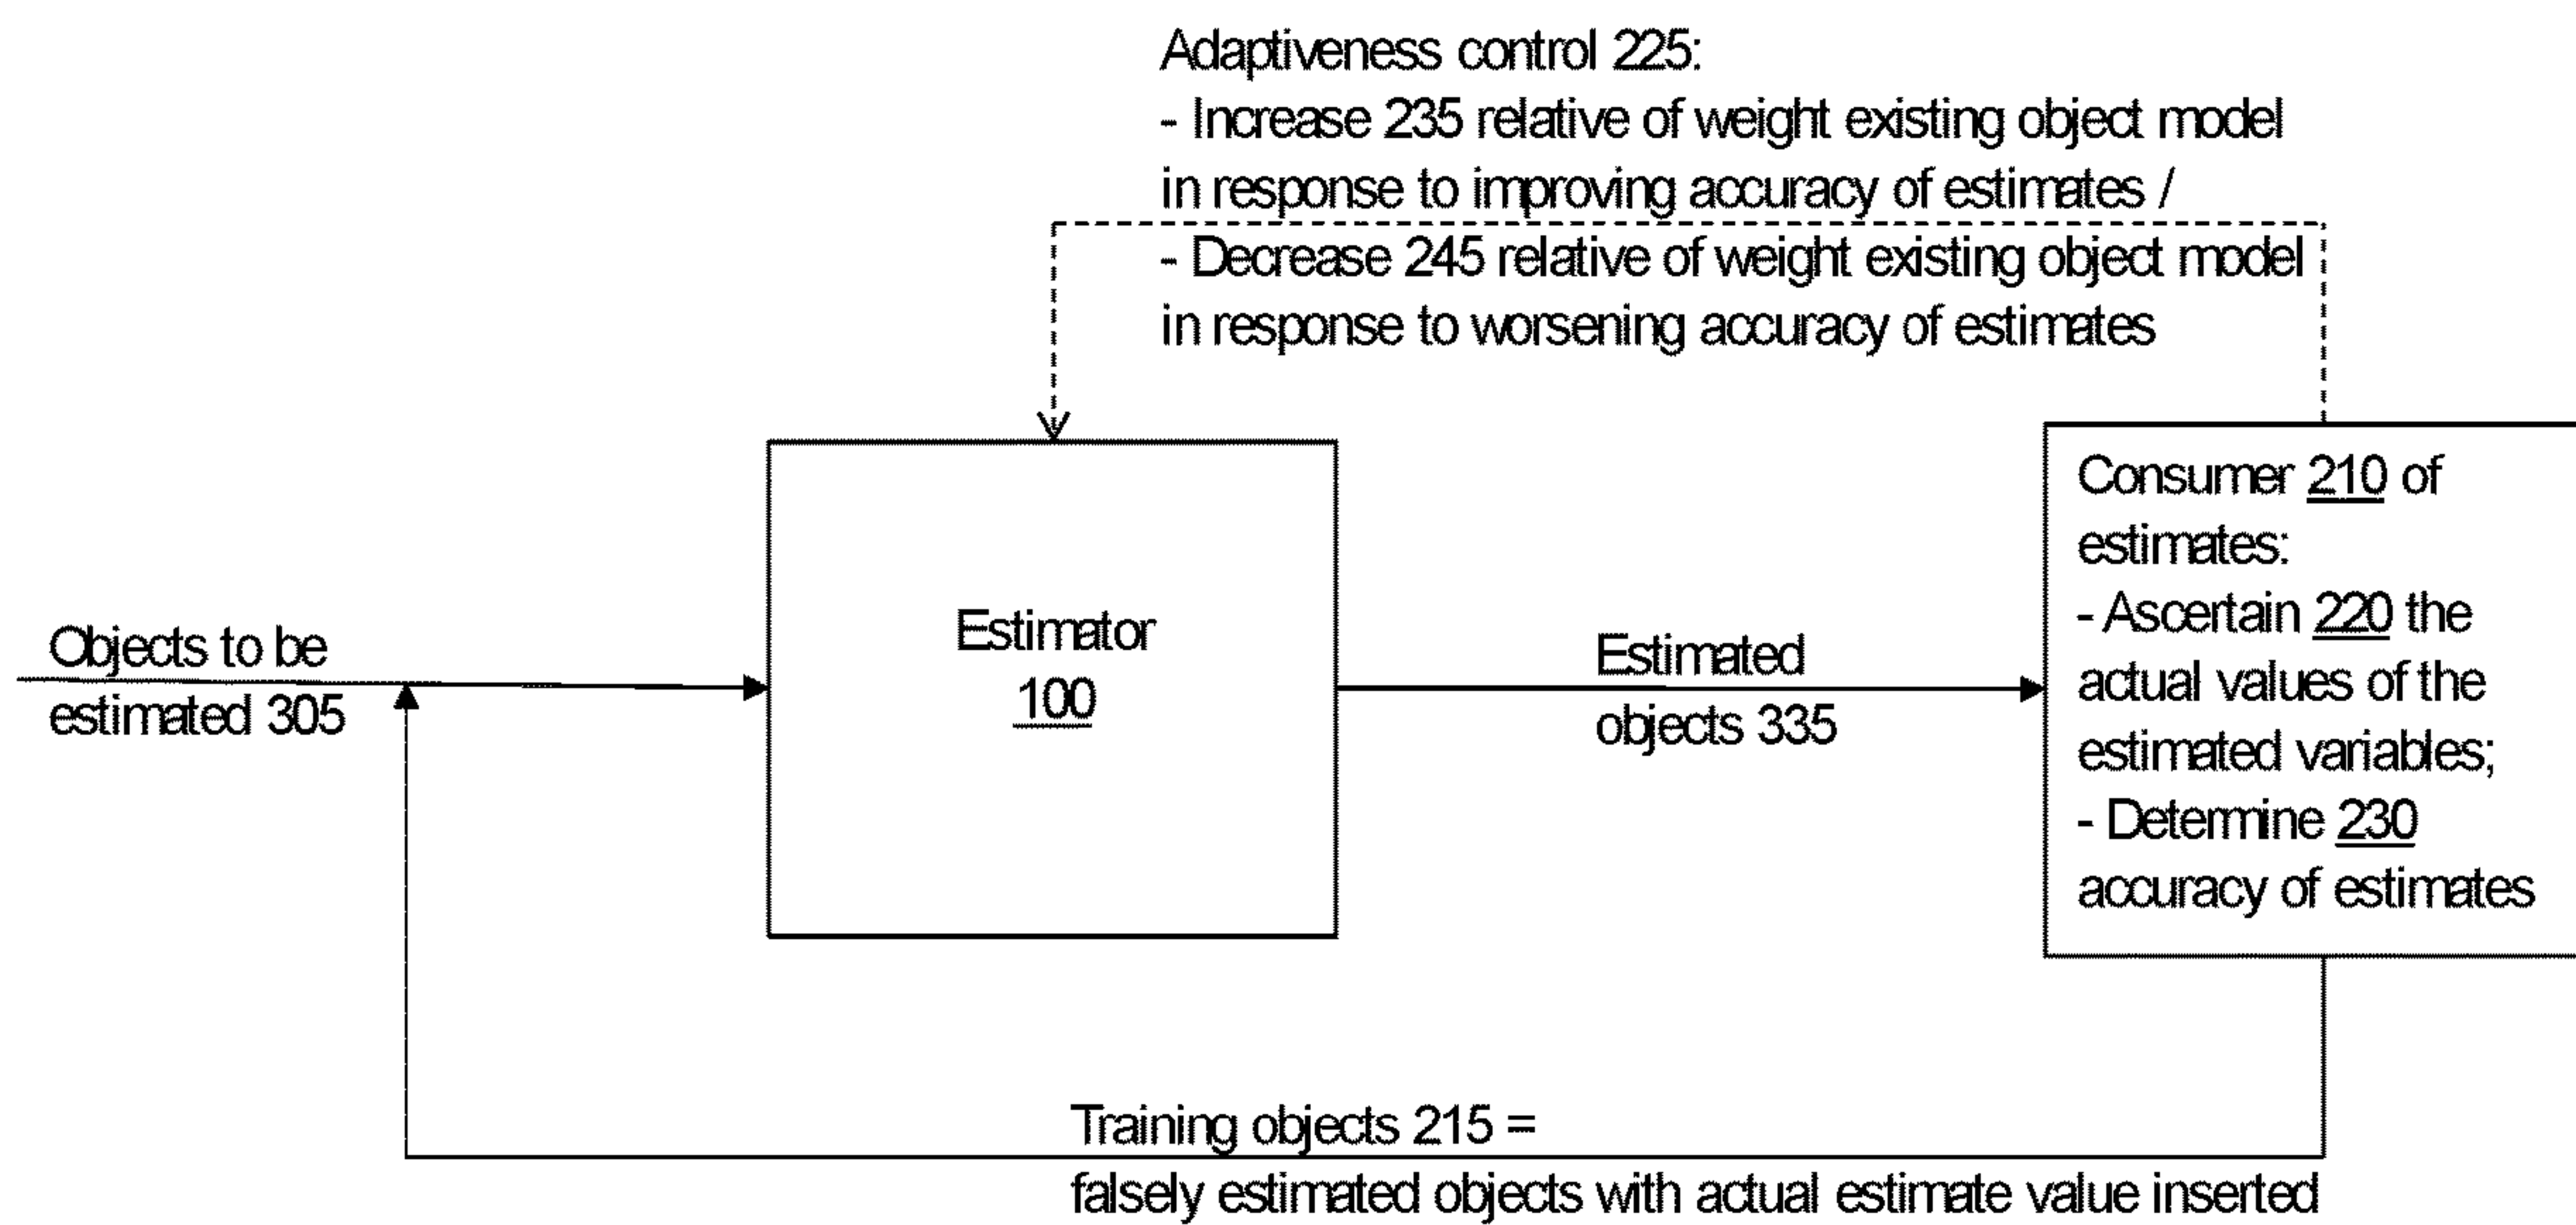 Adaptiveness control 225:
- Increase 235 relative of weight existing object model
in response to improving accuracy of estimates /
- Decrease 245 relative of weight existing object model
in response to worsening accuracy of estimates
Objects to be
estimated 305
Estimator
100
Estimated
objects 335
Consumer 210 of
estimates:
- Ascertain 220 the
actual values of the
estimated variables;
- Determine 230
accuracy of estimates
Training objects 215 =
falsely estimated objects with actual estimate value inserted